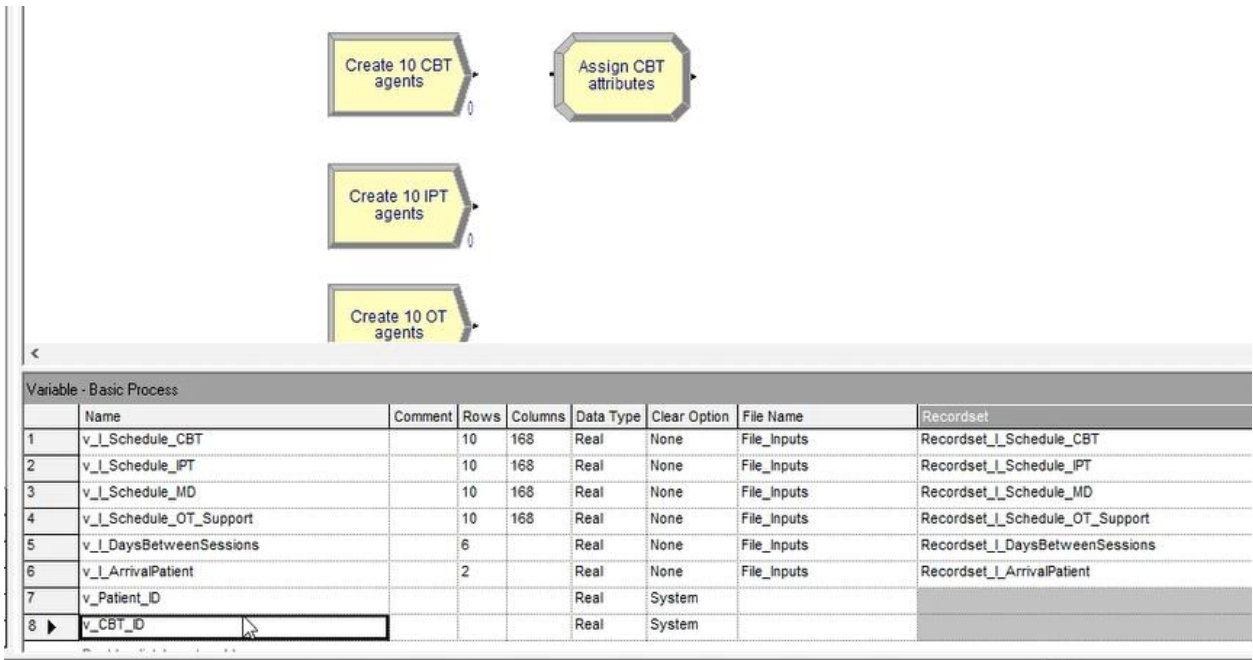 Create 10 CBT
agents
0
Assign CBT
attributes
Create 10 IPT
agents
0
Create 10 OT
agents
Variable - Basic Process
Name Comment Rows Columns Data Type Clear Option File Name Recordset
1 v_I_Schedule_CBT 10 168 Real None File_Inputs Recordset_I_Schedule_CBT
2 v_I_Schedule_IPT 10 168 Real None File_Inputs Recordset_I_Schedule_IPT
3 v_I_Schedule_MD 10 168 Real None File_Inputs Recordset_I_Schedule_MD
4 v_I_Schedule_OT_Support 10 168 Real None File_Inputs Recordset_I_Schedule_OT_Support
5 v_I_DaysBetweenSessions 6 Real None File_Inputs Recordset_I_DaysBetweenSessions
6 v_I_ArrivalPatient 2 Real None File_Inputs Recordset_I_ArrivalPatient
7 v_Patient_ID Real System
8 v_CBT_ID Real System